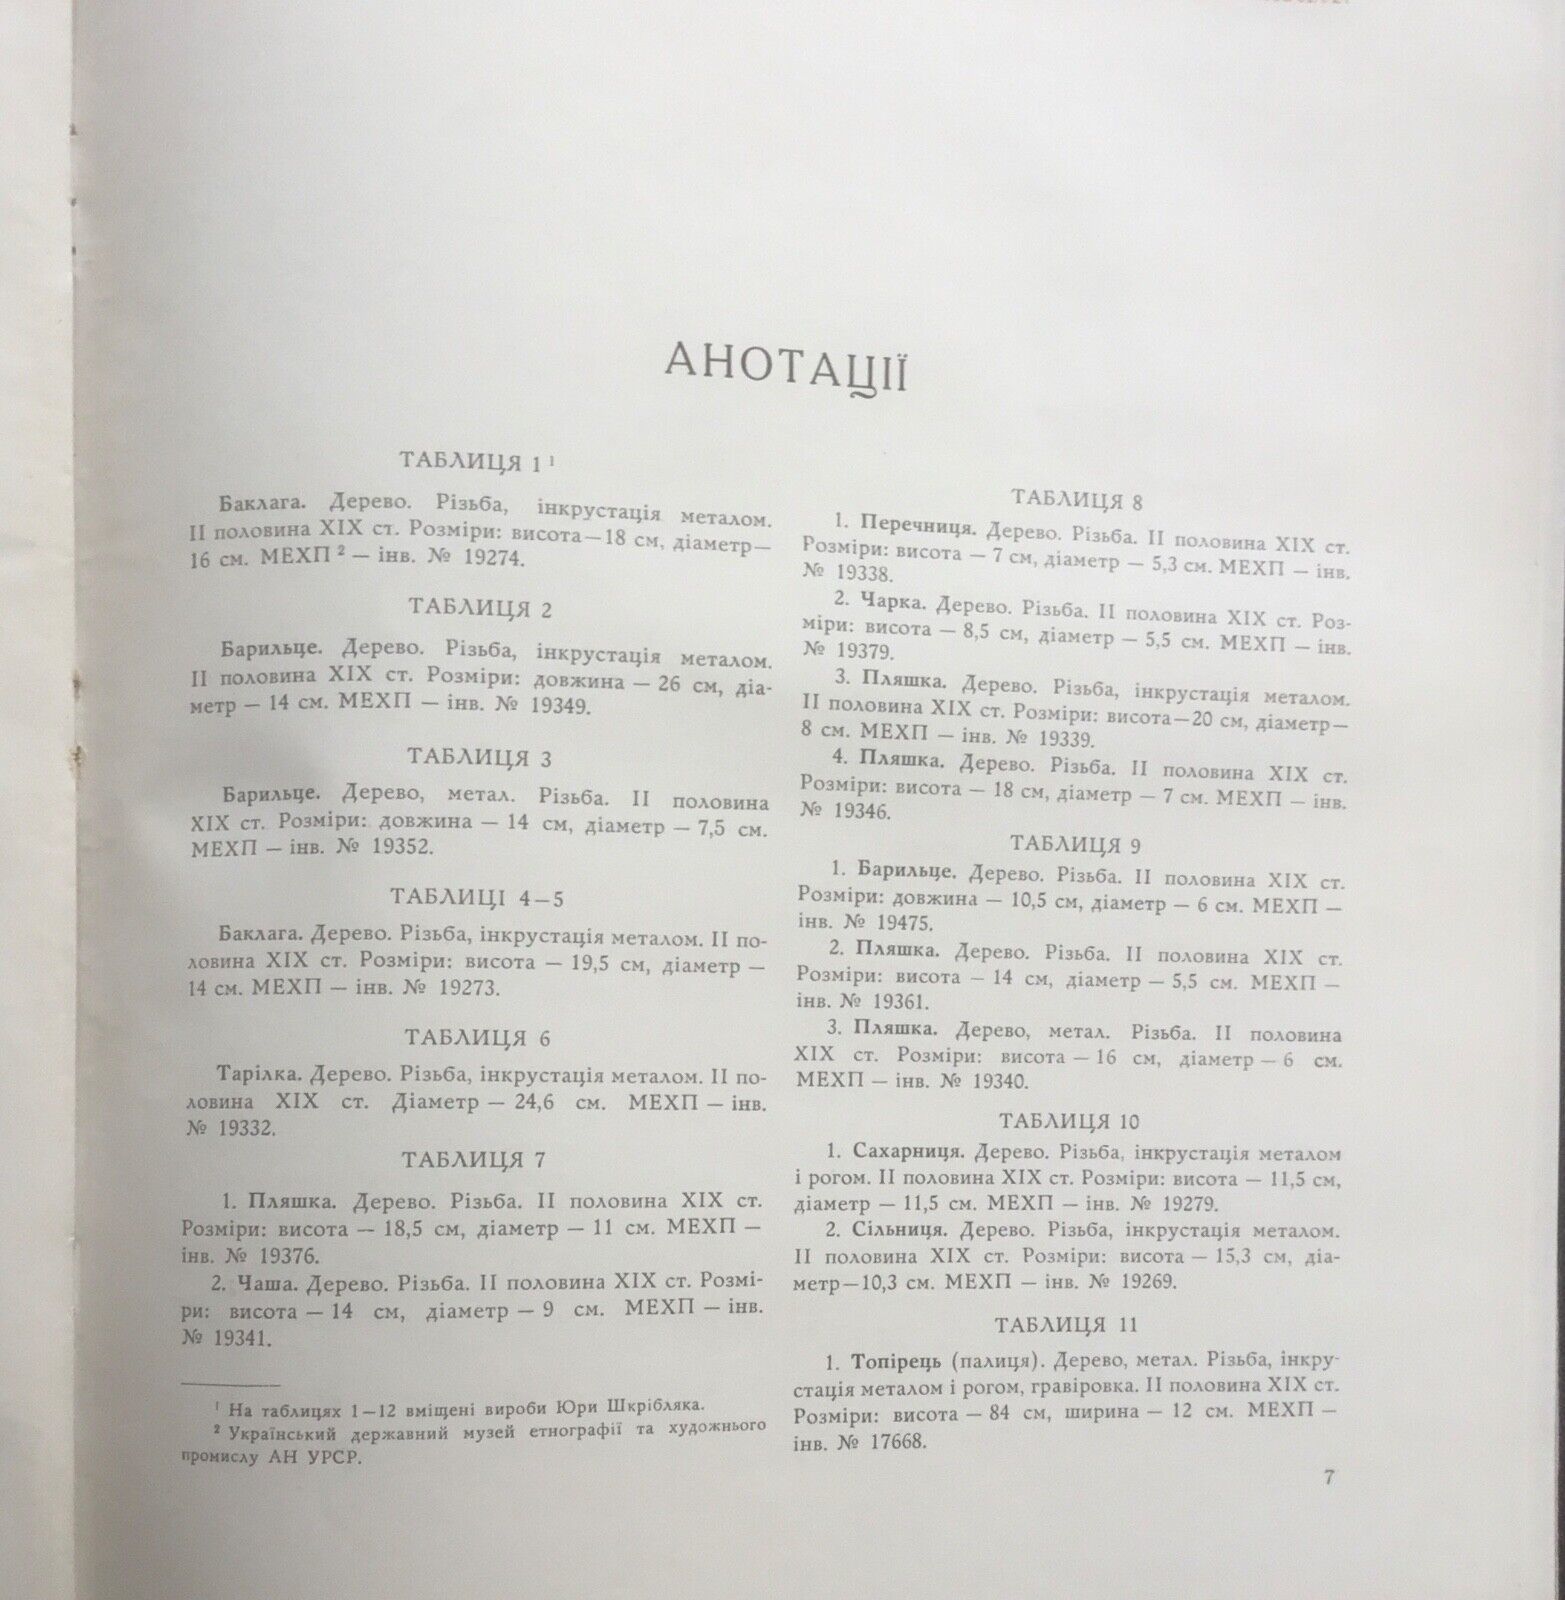 АНОТАЦІЇ
ТАБЛИЦЯ 1 ¹
Баклага. Дерево. Різьба, інкрустація металом.
II половина XIX ст. Розміри: висота—18 см, діаметр—
16 см. МЕХП ² — інв. № 19274.
ТАБЛИЦЯ 2
Барильце. Дерево. Різьба, інкрустація металом.
II половина XIX ст. Розміри: довжина — 26 см, діа-
метр — 14 см. МЕХП — інв. № 19349.
ТАБЛИЦЯ 3
Барильце. Дерево, метал. Різьба. II половина
XIX ст. Розміри: довжина — 14 см, діаметр — 7,5 см.
МЕХП — інв. № 19352.
ТАБЛИЦІ 4—5
Баклага. Дерево. Різьба, інкрустація металом. II по-
ловина XIX ст. Розміри: висота — 19,5 см, діаметр —
14 см. МЕХП — інв. № 19273.
ТАБЛИЦЯ 6
Тарілка. Дерево. Різьба, інкрустація металом. II по-
ловина XIX ст. Діаметр — 24,6 см. МЕХП — інв.
№ 19332.
ТАБЛИЦЯ 7
1. Пляшка. Дерево. Різьба. II половина XIX ст.
Розміри: висота — 18,5 см, діаметр — 11 см. МЕХП —
інв. № 19376.
2. Чаша. Дерево. Різьба. II половина XIX ст. Розмі-
ри: висота — 14 см, діаметр — 9 см. МЕХП — інв.
№ 19341.
¹ На таблицях 1—12 вміщені вироби Юри Шкрібляка.
² Український державний музей етнографії та художнього
промислу АН УРСР.
ТАБЛИЦЯ 8
1. Перечниця. Дерево. Різьба. II половина XIX ст.
Розміри: висота — 7 см, діаметр — 5,3 см. МЕХП — інв.
№ 19338.
2. Чарка. Дерево. Різьба. II половина XIX ст. Роз-
міри: висота — 8,5 см, діаметр — 5,5 см. МЕХП — інв.
№ 19379.
3. Пляшка. Дерево. Різьба, інкрустація металом.
II половина XIX ст. Розміри: висота—20 см, діаметр—
8 см. МЕХП — інв. № 19339.
4. Пляшка. Дерево. Різьба. II половина XIX ст.
Розміри: висота — 18 см, діаметр — 7 см. МЕХП — інв.
№ 19346.
ТАБЛИЦЯ 9
1. Барильце. Дерево. Різьба. II половина XIX ст.
Розміри: довжина — 10,5 см, діаметр — 6 см. МЕХП —
інв. № 19475.
2. Пляшка. Дерево. Різьба. II половина XIX ст.
Розміри: висота — 14 см, діаметр — 5,5 см. МЕХП —
інв. № 19361.
3. Пляшка. Дерево, метал. Різьба. II половина
XIX ст. Розміри: висота — 16 см, діаметр — 6 см.
МЕХП — інв. № 19340.
ТАБЛИЦЯ 10
1. Сахарниця. Дерево. Різьба, інкрустація металом
і рогом. II половина XIX ст. Розміри: висота — 11,5 см,
діаметр — 11,5 см. МЕХП — інв. № 19279.
2. Сільниця. Дерево. Різьба, інкрустація металом.
II половина XIX ст. Розміри: висота — 15,3 см, діа-
метр—10,3 см. МЕХП — інв. № 19269.
ТАБЛИЦЯ 11
1. Топірець (палиця). Дерево, метал. Різьба, інкру-
стація металом і рогом, гравіровка. II половина XIX ст.
Розміри: висота — 84 см, ширина — 12 см. МЕХП —
інв. № 17668.
7